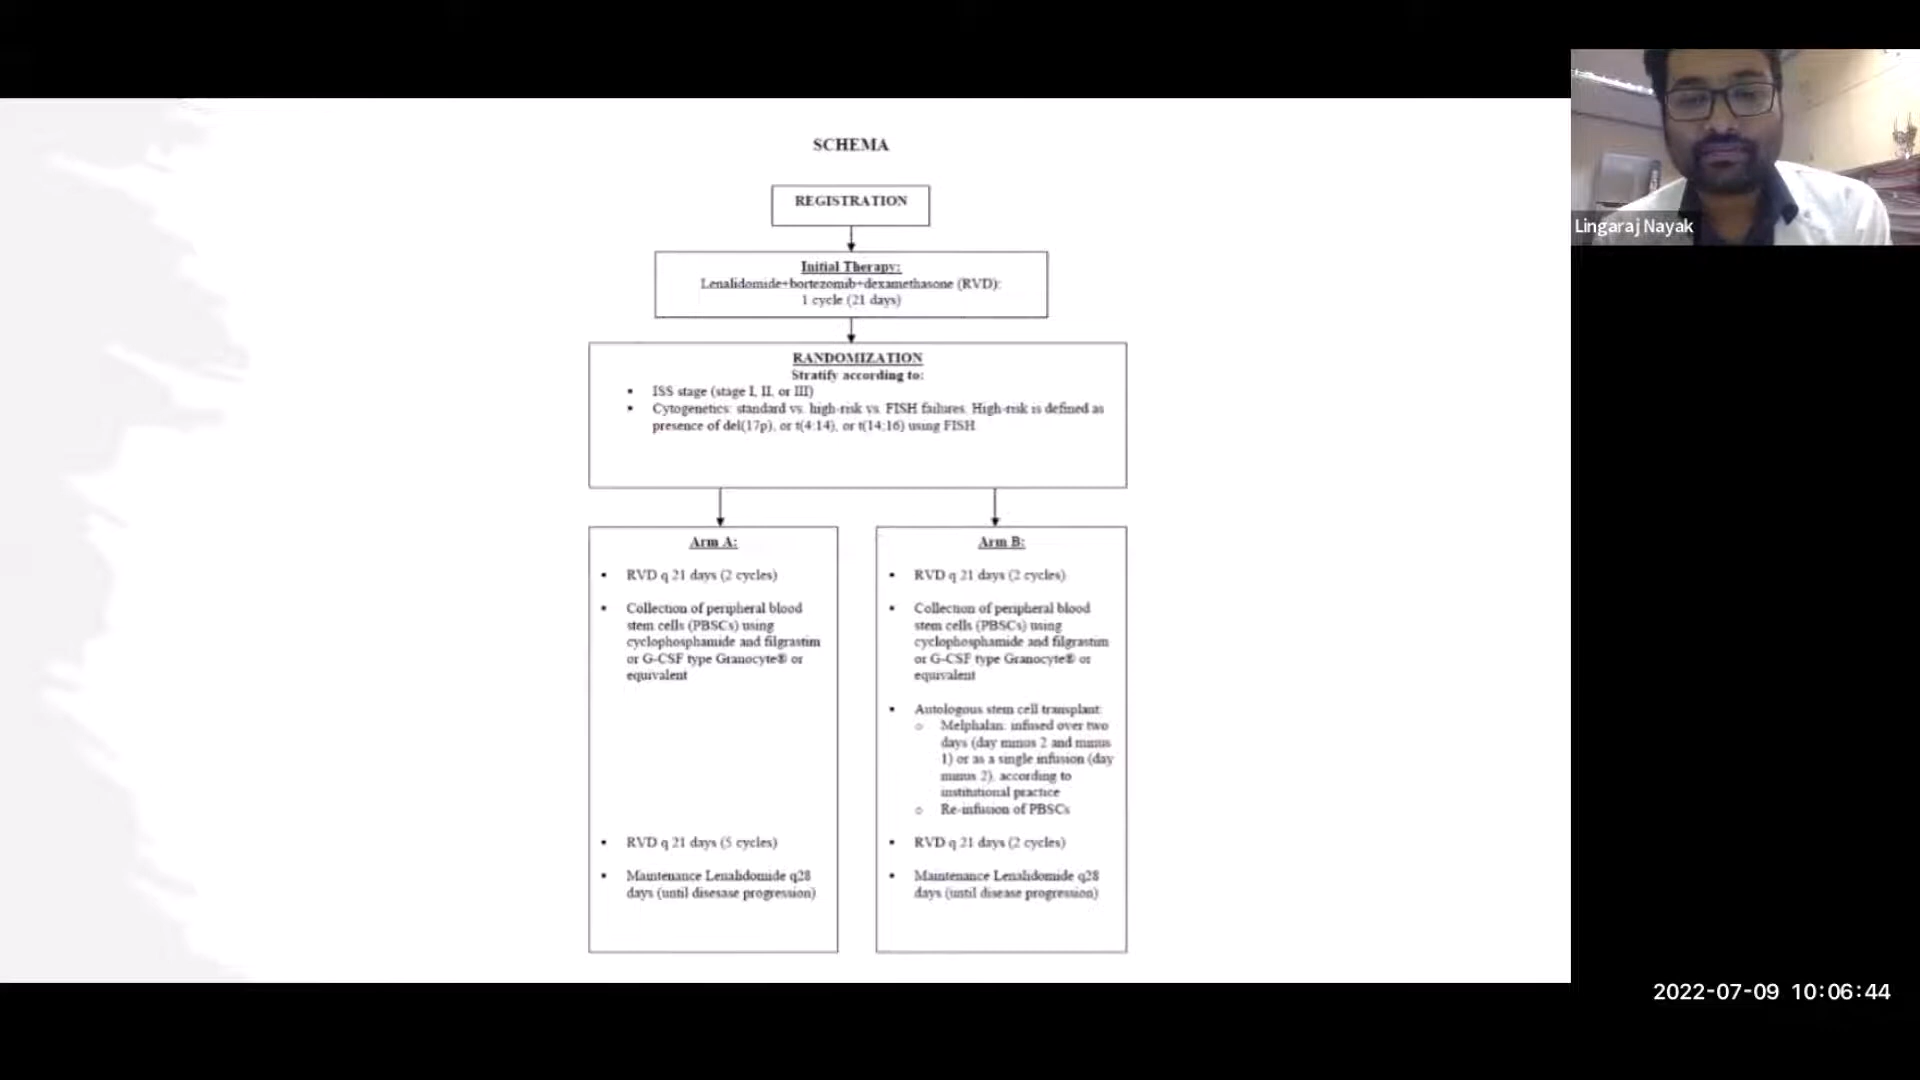 SCHEMA
REGISTRATION
Initial Therapy:
Lenalidomide+bortezomib+dexamethasone (RVD):
1 cycle (21 days)
RANDOMIZATION
Stratify according to:
▪ ISS stage (stage I, II, or III)
▪ Cytogenetics: standard vs. high-risk vs. FISH failures. High-risk is defined as
presence of del(17p), or t(4:14), or t(14:16) using FISH
Arm A:
▪ RVD q 21 days (2 cycles)
▪ Collection of peripheral blood
stem cells (PBSCs) using
cyclophosphamide and filgrastim
or G-CSF type Granocyte® or
equivalent
▪ RVD q 21 days (5 cycles)
▪ Maintenance Lenalidomide q28
days (until disesase progression)
Arm B:
▪ RVD q 21 days (2 cycles)
▪ Collection of peripheral blood
stem cells (PBSCs) using
cyclophosphamide and filgrastim
or G-CSF type Granocyte® or
equivalent
▪ Autologous stem cell transplant:
o Melphalan: infused over two
days (day minus 2 and minus
1) or as a single infusion (day
minus 2), according to
institutional practice
o Re-infusion of PBSCs
▪ RVD q 21 days (2 cycles)
▪ Maintenance Lenalidomide q28
days (until disease progression)
Lingaraj Nayak
2022-07-09 10:06:44